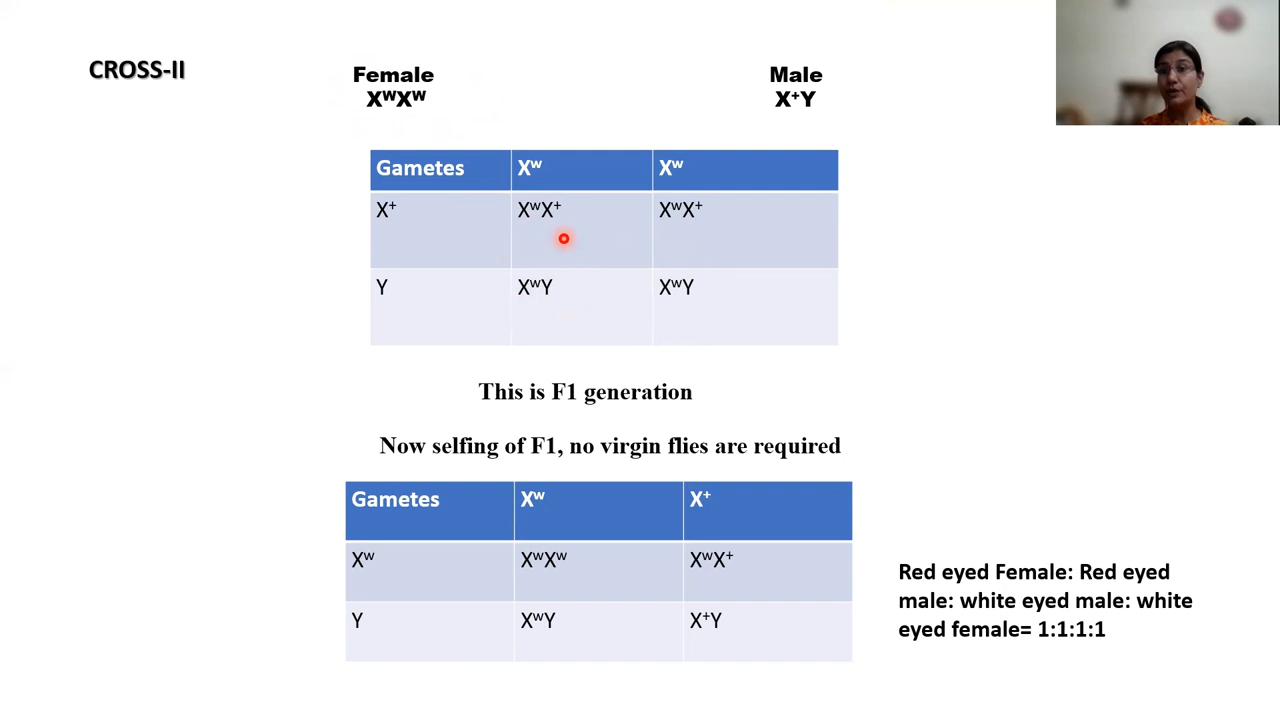 CROSS-II
Female
XᵂXᵂ
Male
X⁺Y
Gametes Xʷ Xʷ
X⁺ XʷX⁺ XʷX⁺
Y XʷY XʷY
This is F1 generation
Now selfing of F1, no virgin flies are required
Gametes Xʷ X⁺
Xʷ XʷXʷ XʷX⁺
Y XʷY X⁺Y
Red eyed Female: Red eyed
male: white eyed male: white
eyed female= 1:1:1:1